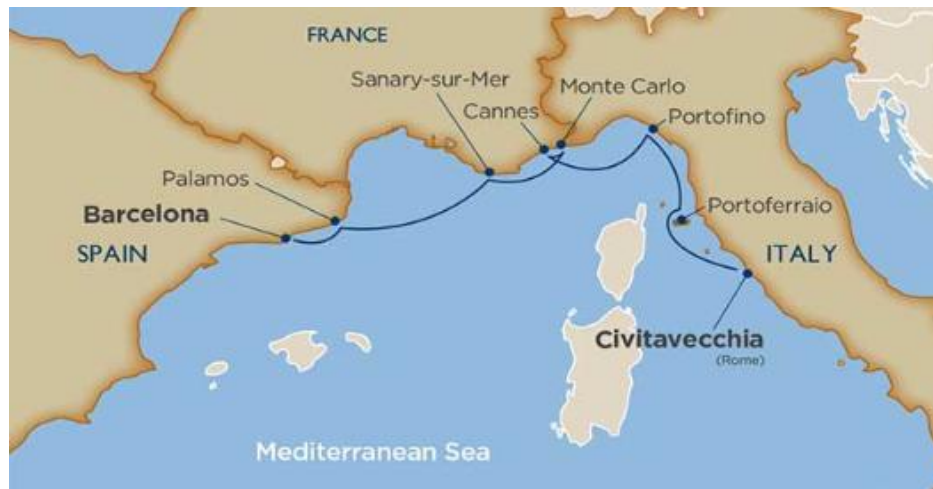 FRANCE
Sanary-sur-Mer
Monte Carlo
Cannes
Portofino
Palamos
Barcelona
Portoferraio
SPAIN
ITALY
Civitavecchia
(Rome)
Mediterranean Sea